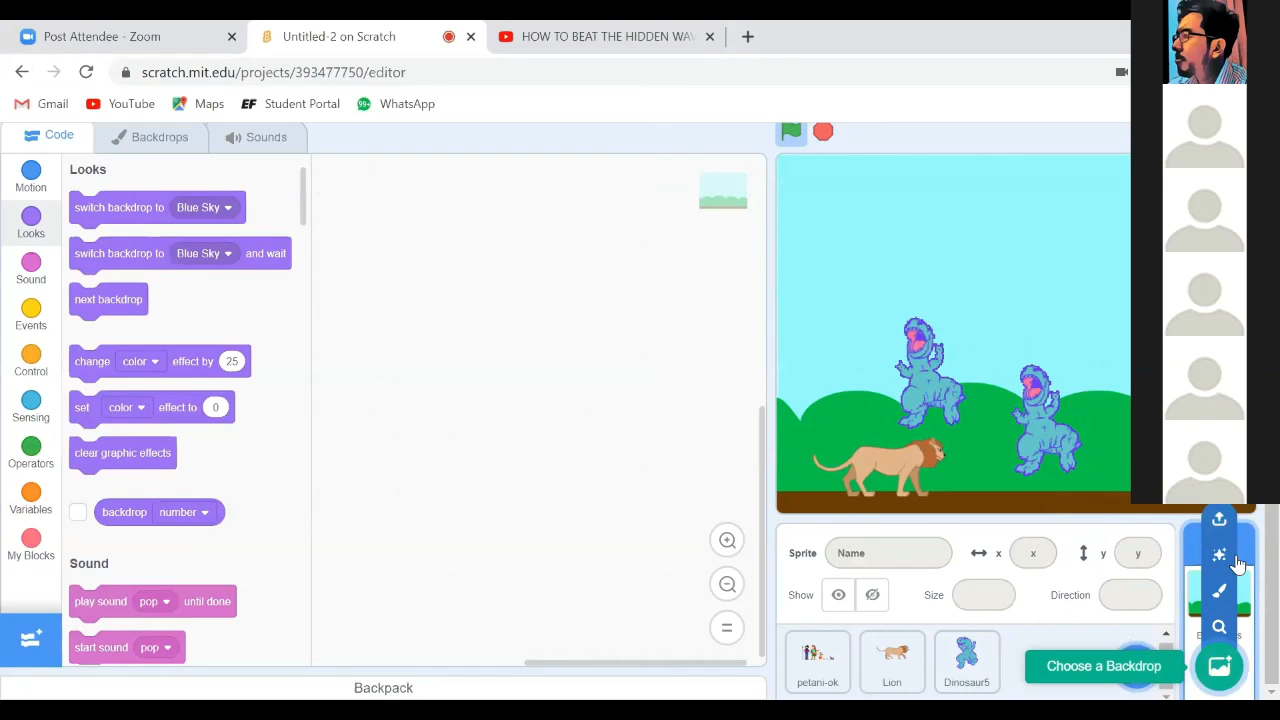 Post Attendee - Zoom
Untitled-2 on Scratch
HOW TO BEAT THE HIDDEN WAV
scratch.mit.edu/projects/393477750/editor
Gmail
YouTube
Maps
EF Student Portal
99+ WhatsApp
Code
Backdrops
Sounds
Motion
Looks
Sound
Events
Control
Sensing
Operators
Variables
My Blocks
Looks
switch backdrop to Blue Sky
switch backdrop to Blue Sky and wait
next backdrop
change color effect by 25
set color effect to 0
clear graphic effects
backdrop number
Sound
play sound pop until done
start sound pop
Backpack
Sprite Name x x y y
Show Size Direction
petani-ok
Lion
Dinosaur5
Choose a Backdrop